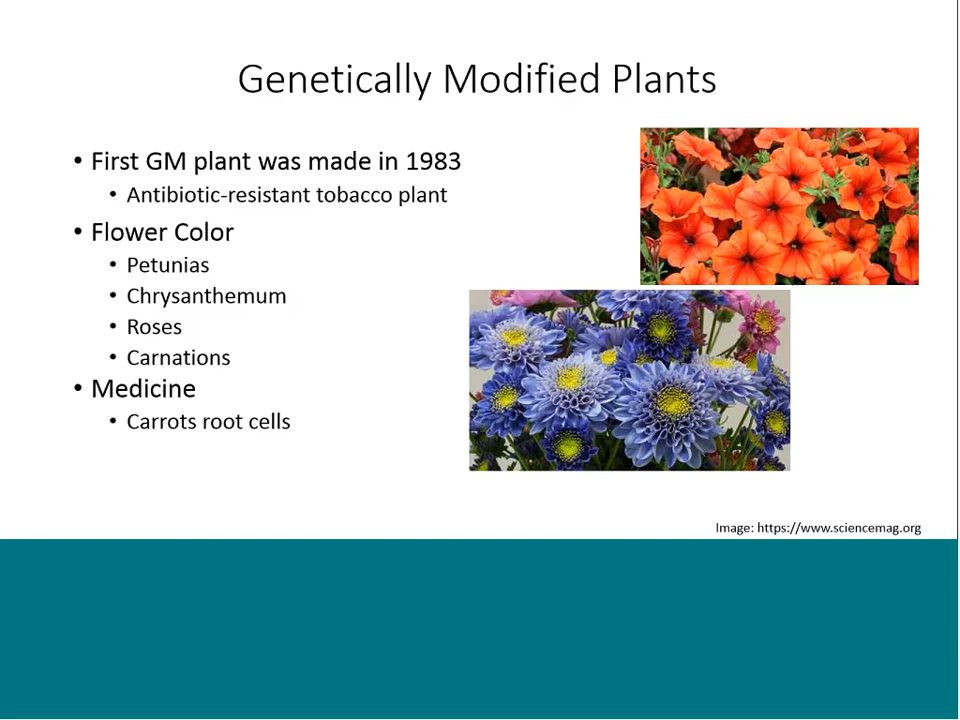 Genetically Modified Plants
• First GM plant was made in 1983
• Antibiotic-resistant tobacco plant
• Flower Color
• Petunias
• Chrysanthemum
• Roses
• Carnations
• Medicine
• Carrots root cells
Image: https://www.sciencemag.org